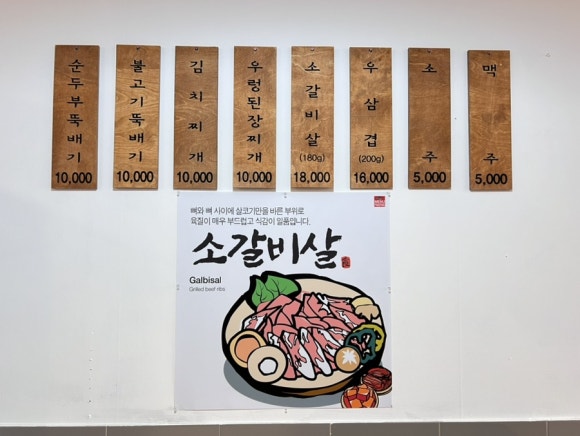 순두부뚝배기
10,000
불고기뚝배기
10,000
김치찌개
10,000
우렁된장찌개
10,000
소갈비살
(180g)
18,000
우삼겹
(200g)
16,000
소주
5,000
맥주
5,000
뼈와 뼈 사이에 살코기만을 바른 부위로
육질이 매우 부드럽고 식감이 일품입니다.
소갈비살
Galbisal
Grilled beef ribs